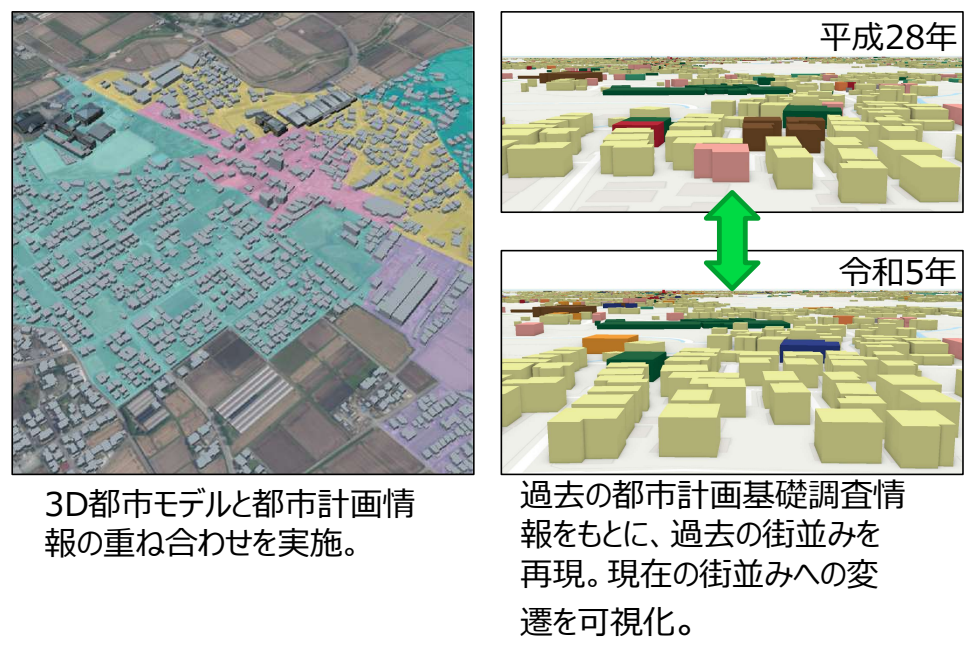 平成28年
令和5年
3D都市モデルと都市計画情
報の重ね合わせを実施。
過去の都市計画基礎調査情
報をもとに、過去の街並みを
再現。現在の街並みへの変
遷を可視化。